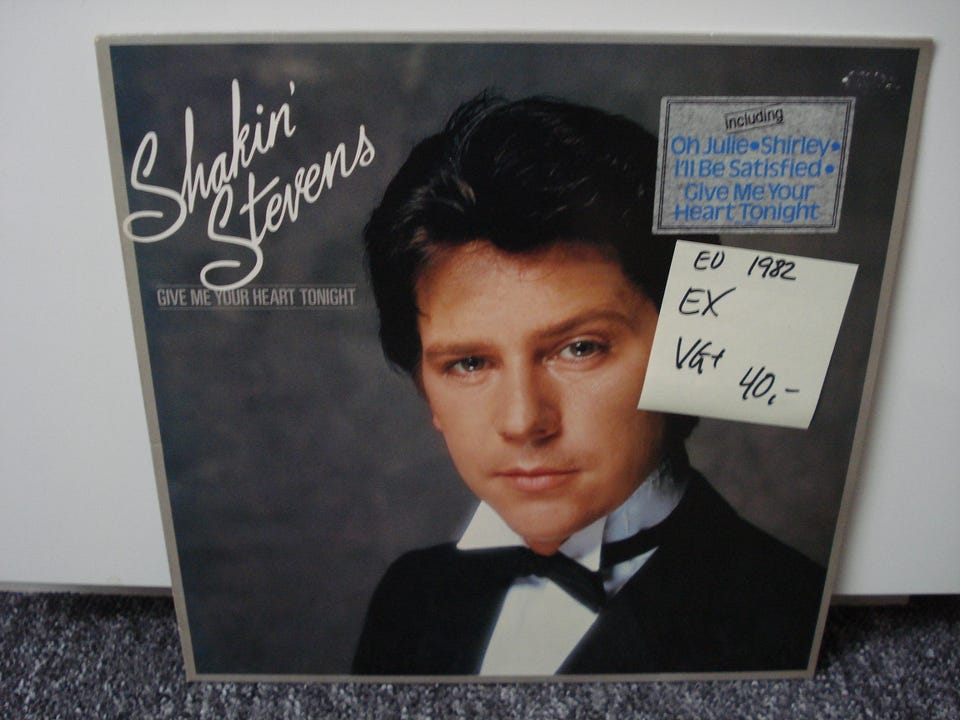 Shakin'
Stevens
GIVE ME YOUR HEART TONIGHT
including
Oh Julie•Shirley•
I'll Be Satisfied•
Give Me Your
Heart Tonight
EU 1982
EX
VG+
40,-